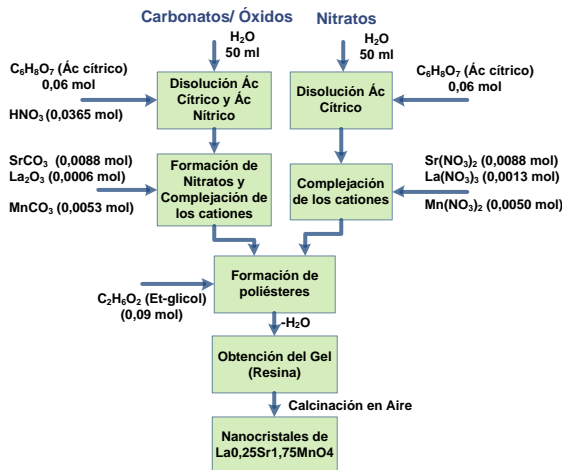 Carbonatos/ Óxidos
Nitratos
H₂O
50 ml
H₂O
50 ml
C₆H₈O₇ (Ác cítrico)
0,06 mol
HNO₃ (0,0365 mol)
Disolución Ác
Cítrico y Ác
Nítrico
Disolución Ác
Cítrico
C₆H₈O₇ (Ác cítrico)
0,06 mol
SrCO₃ (0,0088 mol)
La₂O₃ (0,0006 mol)
MnCO₃ (0,0053 mol)
Formación de
Nitratos y
Complejación de
los cationes
Complejación
de los cationes
Sr(NO₃)₂ (0,0088 mol)
La(NO₃)₃ (0,0013 mol)
Mn(NO₃)₂ (0,0050 mol)
Formación de
poliésteres
C₂H₆O₂ (Et-glicol)
(0,09 mol)
-H₂O
Obtención del Gel
(Resina)
Calcinación en Aire
Nanocristales de
La0,25Sr1,75MnO4